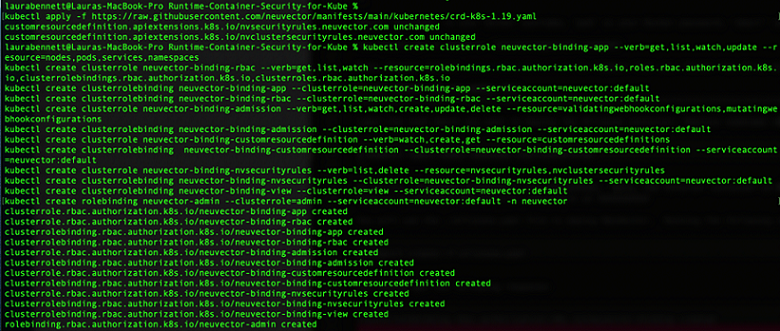 laurabennett@Lauras-MacBook-Pro Runtime-Container-Security-for-Kube %
kubectl apply -f https://raw.githubusercontent.com/neuvector/manifests/main/kubernetes/crd-k8s-1.19.yaml
customresourcedefinition.apiextensions.k8s.io/nvsecurityrules.neuvector.com unchanged
customresourcedefinition.apiextensions.k8s.io/nvclustersecurityrules.neuvector.com unchanged
laurabennett@Lauras-MacBook-Pro Runtime-Container-Security-for-Kube % kubectl create clusterrole neuvector-binding-app --verb=get,list,watch,update --r
esource=nodes,pods,services,namespaces
kubectl create clusterrole neuvector-binding-rbac --verb=get,list,watch --resource=rolebindings.rbac.authorization.k8s.io,roles.rbac.authorization.k8s.
io,clusterrolebindings.rbac.authorization.k8s.io,clusterroles.rbac.authorization.k8s.io
kubectl create clusterrolebinding neuvector-binding-app --clusterrole=neuvector-binding-app --serviceaccount=neuvector:default
kubectl create clusterrolebinding neuvector-binding-rbac --clusterrole=neuvector-binding-rbac --serviceaccount=neuvector:default
kubectl create clusterrole neuvector-binding-admission --verb=get,list,watch,create,update,delete --resource=validatingwebhookconfigurations,mutatingwe
bhookconfigurations
kubectl create clusterrolebinding neuvector-binding-admission --clusterrole=neuvector-binding-admission --serviceaccount=neuvector:default
kubectl create clusterrole neuvector-binding-customresourcedefinition --verb=watch,create,get --resource=customresourcedefinitions
kubectl create clusterrolebinding  neuvector-binding-customresourcedefinition --clusterrole=neuvector-binding-customresourcedefinition --serviceaccount
=neuvector:default
kubectl create clusterrole neuvector-binding-nvsecurityrules --verb=list,delete --resource=nvsecurityrules,nvclustersecurityrules
kubectl create clusterrolebinding neuvector-binding-nvsecurityrules --clusterrole=neuvector-binding-nvsecurityrules --serviceaccount=neuvector:default
kubectl create clusterrolebinding neuvector-binding-view --clusterrole=view --serviceaccount=neuvector:default
kubectl create rolebinding neuvector-admin --clusterrole=admin --serviceaccount=neuvector:default -n neuvector
clusterrole.rbac.authorization.k8s.io/neuvector-binding-app created
clusterrole.rbac.authorization.k8s.io/neuvector-binding-rbac created
clusterrolebinding.rbac.authorization.k8s.io/neuvector-binding-app created
clusterrolebinding.rbac.authorization.k8s.io/neuvector-binding-rbac created
clusterrole.rbac.authorization.k8s.io/neuvector-binding-admission created
clusterrolebinding.rbac.authorization.k8s.io/neuvector-binding-admission created
clusterrole.rbac.authorization.k8s.io/neuvector-binding-customresourcedefinition created
clusterrolebinding.rbac.authorization.k8s.io/neuvector-binding-customresourcedefinition created
clusterrole.rbac.authorization.k8s.io/neuvector-binding-nvsecurityrules created
clusterrolebinding.rbac.authorization.k8s.io/neuvector-binding-nvsecurityrules created
clusterrolebinding.rbac.authorization.k8s.io/neuvector-binding-view created
rolebinding.rbac.authorization.k8s.io/neuvector-admin created